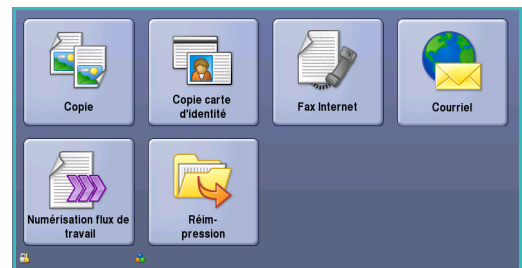 Copie
Copie carte
d'identité
Fax Internet
Courriel
Numérisation flux de
travail
Réim-
pression